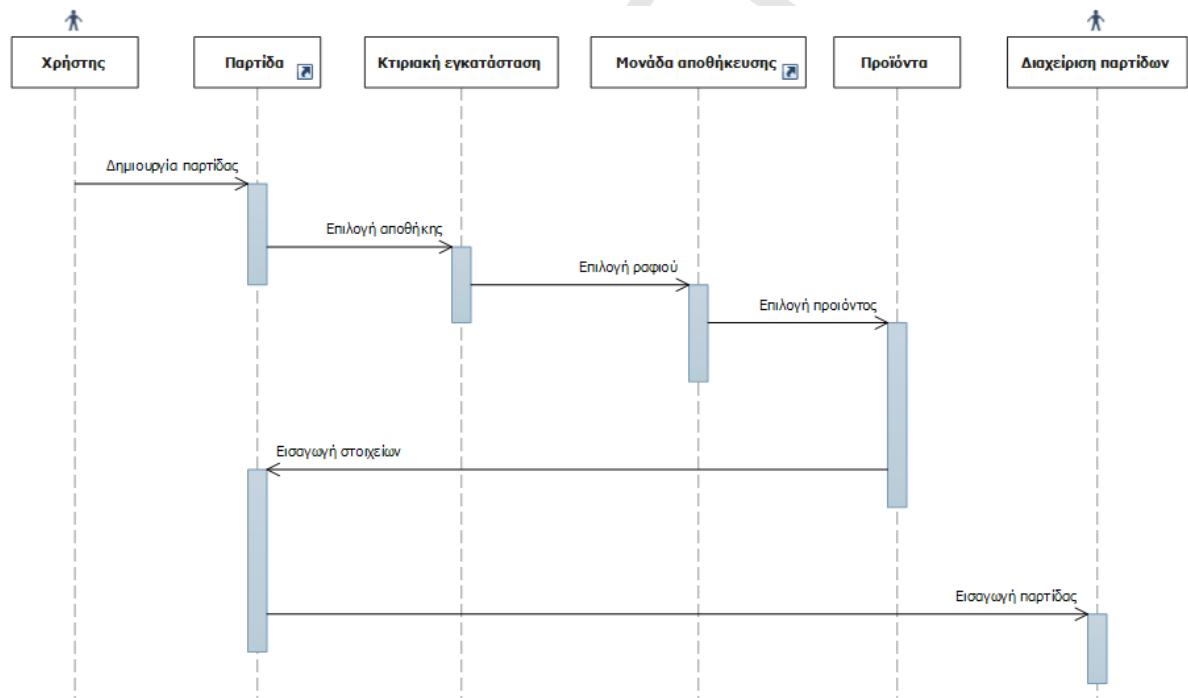 Χρήστης
Παρτίδα
Κτιριακή εγκατάσταση
Μονάδα αποθήκευσης
Προϊόντα
Διαχείριση παρτίδων
Δημιουργία παρτίδας
Επιλογή αποθήκης
Επιλογή ραφιού
Επιλογή προιόντος
Εισαγωγή στοιχείων
Εισαγωγή παρτίδας